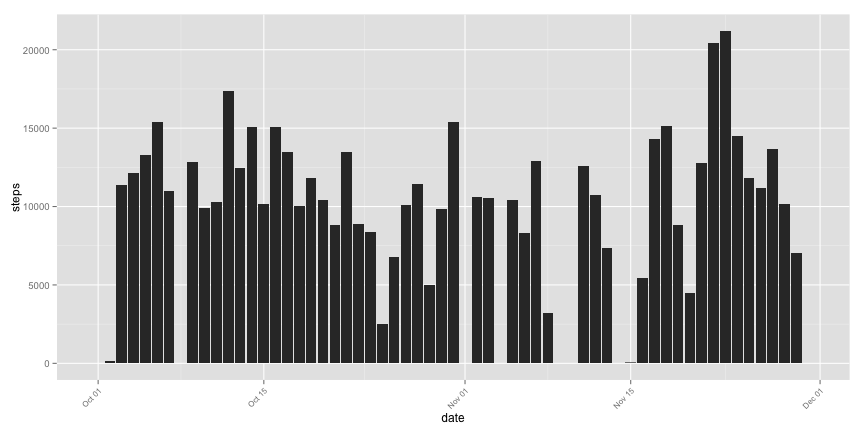 steps
20000
15000
10000
5000
0
Oct 01
Oct 15
Nov 01
Nov 15
Dec 01
date